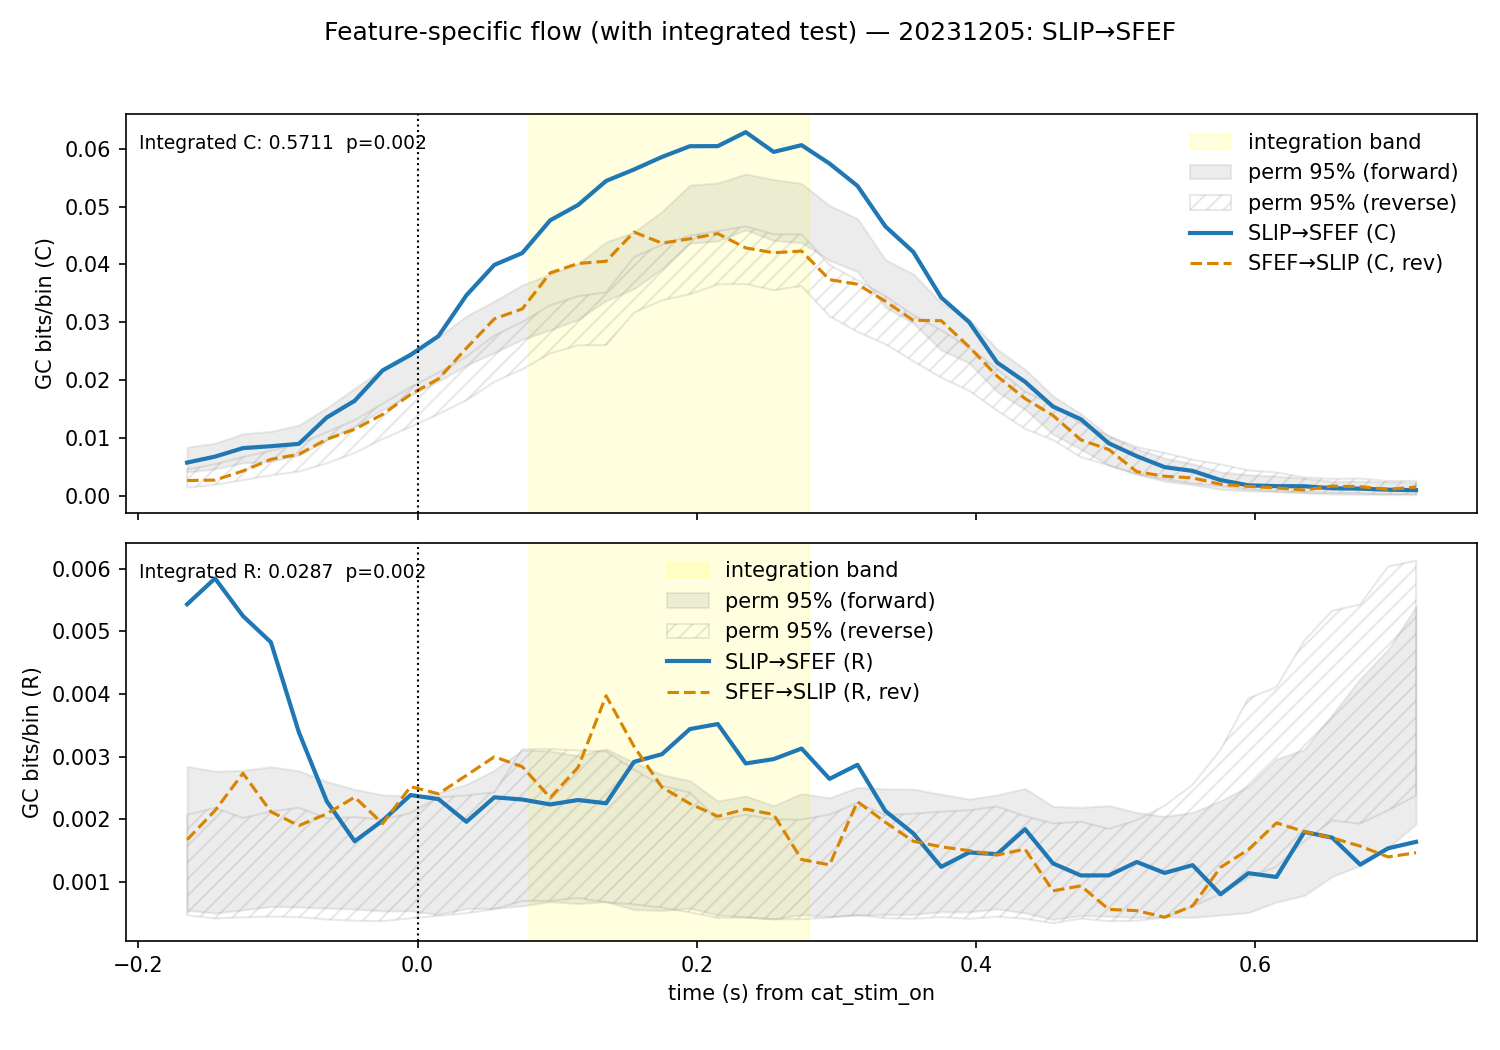 Feature-specific flow (with integrated test) — 20231205: SLIP→SFEF
Integrated C: 0.5711  p=0.002
integration band
perm 95% (forward)
perm 95% (reverse)
SLIP→SFEF (C)
SFEF→SLIP (C, rev)
GC bits/bin (C)
0.06
0.05
0.04
0.03
0.02
0.01
0.00
Integrated R: 0.0287  p=0.002
integration band
perm 95% (forward)
perm 95% (reverse)
SLIP→SFEF (R)
SFEF→SLIP (R, rev)
GC bits/bin (R)
0.006
0.005
0.004
0.003
0.002
0.001
−0.2 0.0 0.2 0.4 0.6
time (s) from cat_stim_on